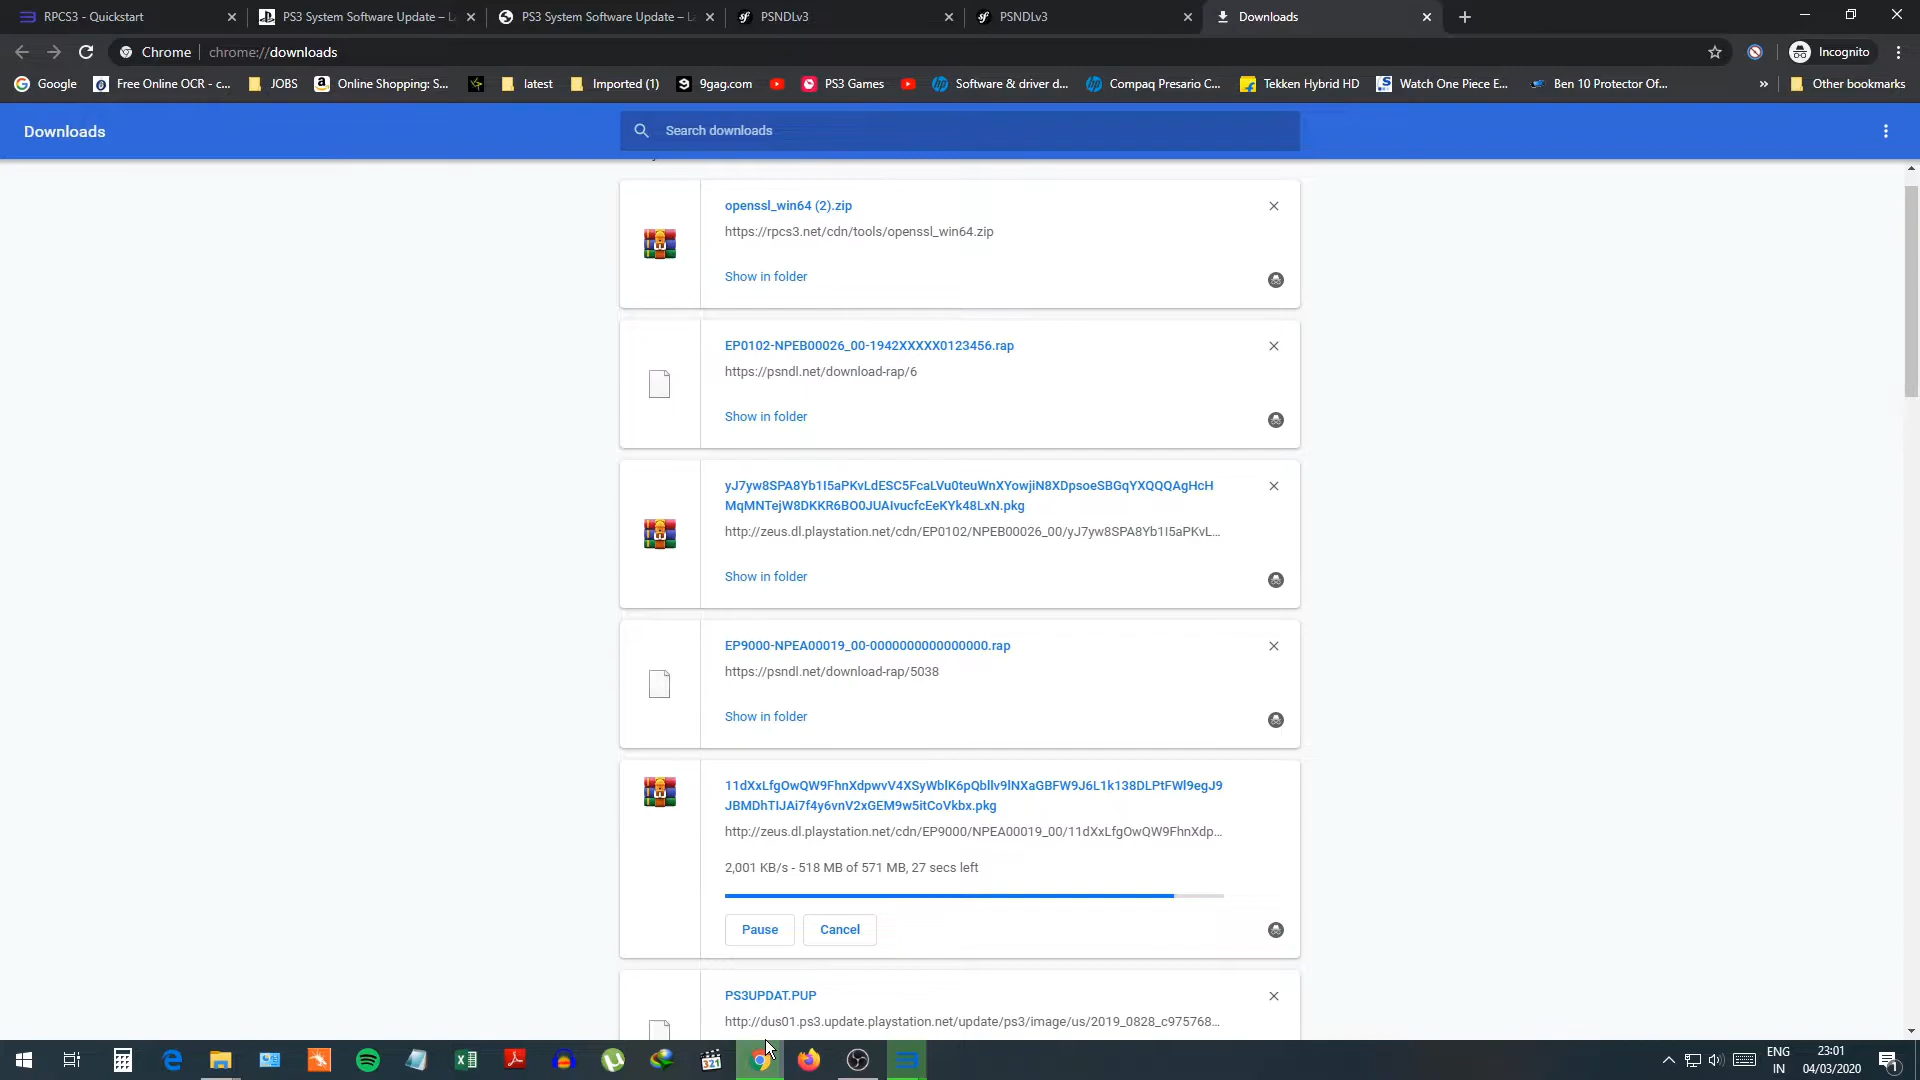 RPCS3 - Quickstart
PS3 System Software Update – La
PS3 System Software Update – La
PSNDLv3
PSNDLv3
Downloads
Chrome
chrome://downloads
Incognito
Google
Free Online OCR - c...
JOBS
Online Shopping: S...
latest
Imported (1)
9gag.com
PS3 Games
Software & driver d...
Compaq Presario C...
Tekken Hybrid HD
Watch One Piece E...
Ben 10 Protector Of...
»
Other bookmarks
Downloads
Search downloads
openssl_win64 (2).zip
https://rpcs3.net/cdn/tools/openssl_win64.zip
Show in folder
EP0102-NPEB00026_00-1942XXXXX0123456.rap
https://psndl.net/download-rap/6
Show in folder
yJ7yw8SPA8Yb1I5aPKvLdESC5FcaLVu0teuWnXYowjiN8XDpsoeSBGqYXQQQAgHcH
MqMNTejW8DKKR6BO0JUAIvucfcEeKYk48LxN.pkg
http://zeus.dl.playstation.net/cdn/EP0102/NPEB00026_00/yJ7yw8SPA8Yb1I5aPKvL...
Show in folder
EP9000-NPEA00019_00-0000000000000000.rap
https://psndl.net/download-rap/5038
Show in folder
11dXxLfgOwQW9FhnXdpwvV4XSyWblK6pQbllv9lNXaGBFW9J6L1k138DLPtFWl9egJ9
JBMDhTIJAi7f4y6vnV2xGEM9w5itCoVkbx.pkg
http://zeus.dl.playstation.net/cdn/EP9000/NPEA00019_00/11dXxLfgOwQW9FhnXdp...
2,001 KB/s - 518 MB of 571 MB, 27 secs left
Pause
Cancel
PS3UPDAT.PUP
http://dus01.ps3.update.playstation.net/update/ps3/image/us/2019_0828_c975768...
321
ENG
IN
23:01
04/03/2020
1